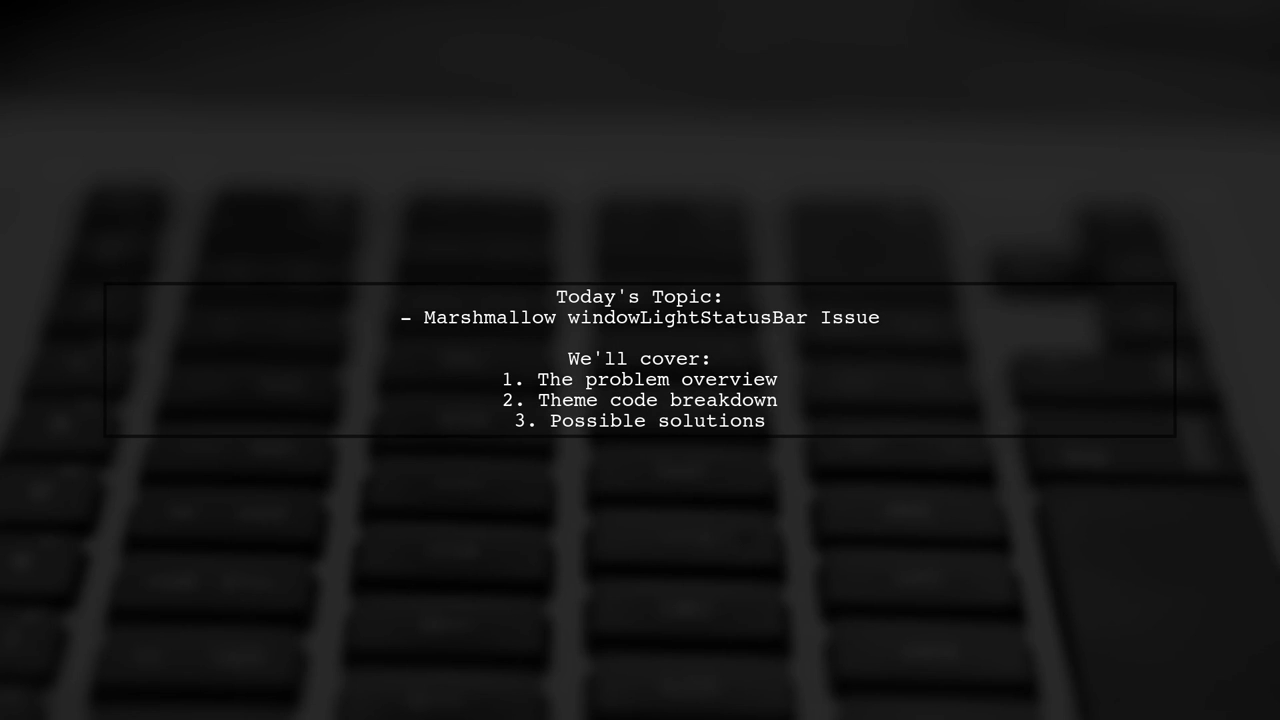 Today's Topic:
- Marshmallow windowLightStatusBar Issue
We'll cover:
1. The problem overview
2. Theme code breakdown
3. Possible solutions